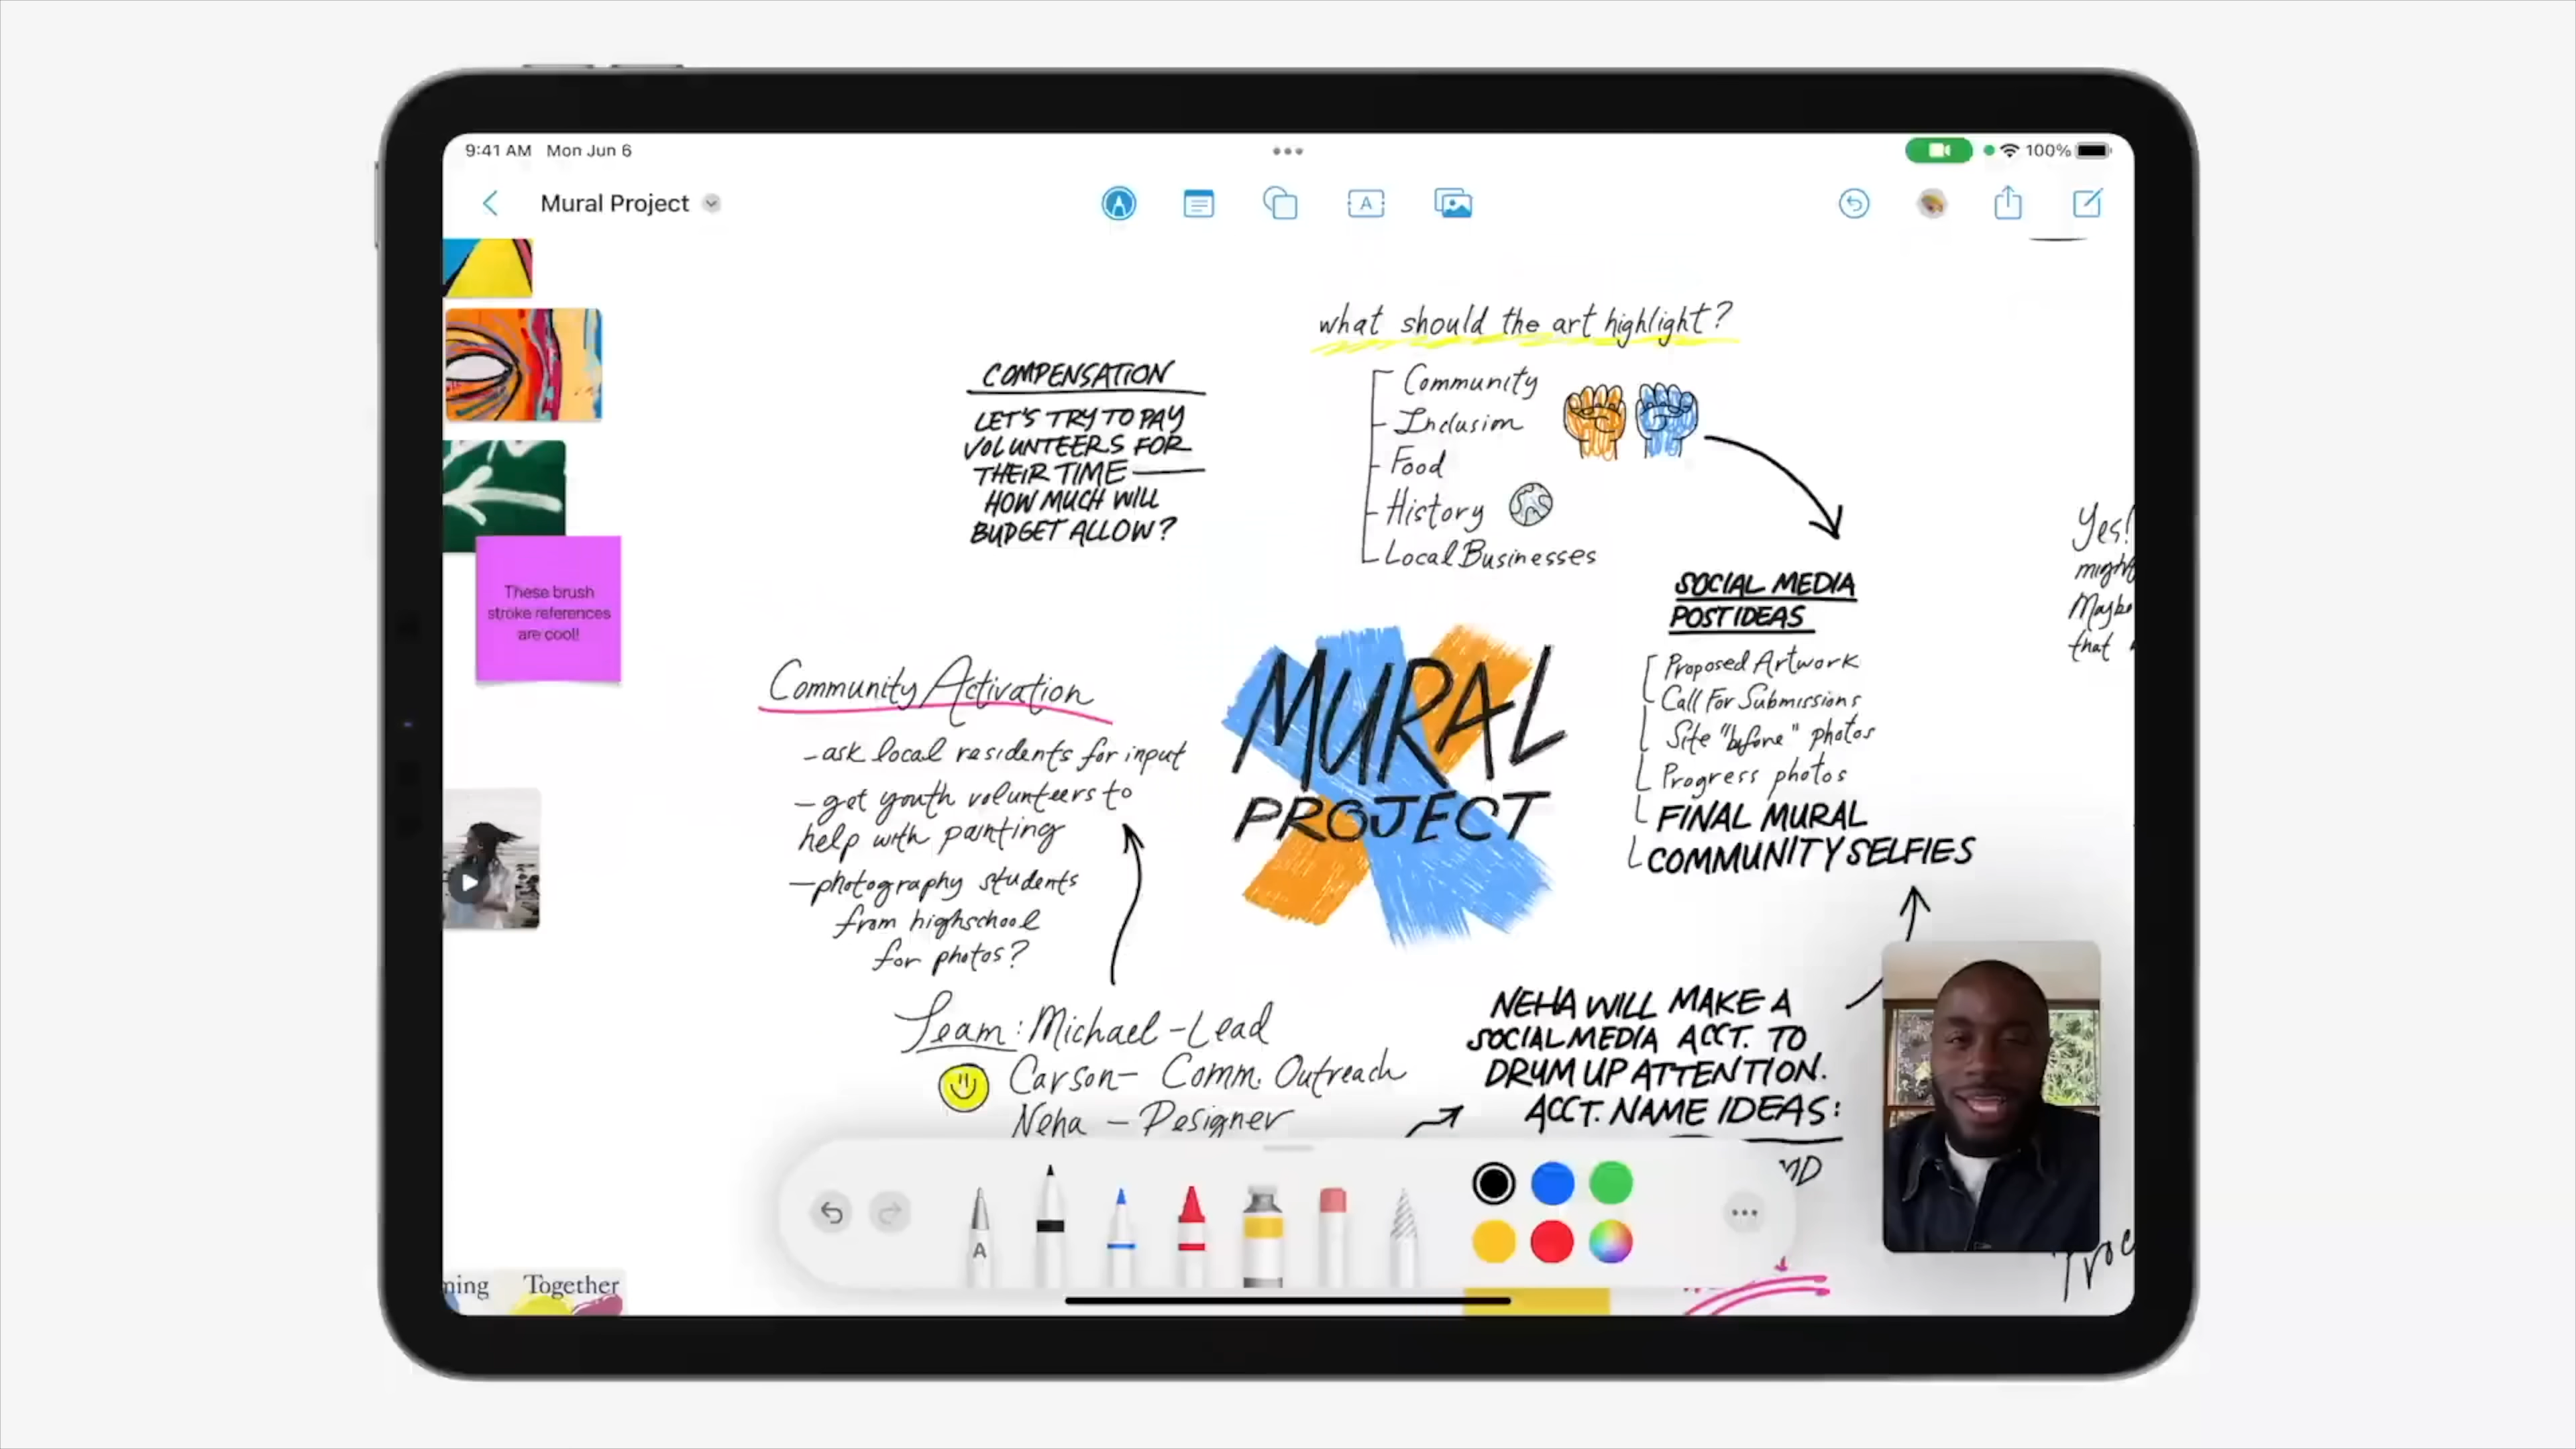 9:41 AM Mon Jun 6
100%
Mural Project
A
what should the art highlight?
Community
Inclusion
Food
History
Local Businesses
COMPENSATION
LET'S TRY TO PAY
VOLUNTEERS FOR
THEIR TIME —
HOW MUCH WILL
BUDGET ALLOW?
These brush
stroke references
are cool!
SOCIAL MEDIA
POST IDEAS
Proposed Artwork
Call For Submissions
Site "before" photos
Progress photos
FINAL MURAL
COMMUNITY SELFIES
Yes!
might
Maybe
that
Community Activation
- ask local residents for input
- get youth volunteers to
help with painting
- photography students
from highschool
for photos?
MURAL
PROJECT
Team: Michael - Lead
Carson - Comm. Outreach
Neha - Designer
NEHA WILL MAKE A
SOCIAL MEDIA ACCT. TO
DRUM UP ATTENTION.
ACCT. NAME IDEAS:
A
Together